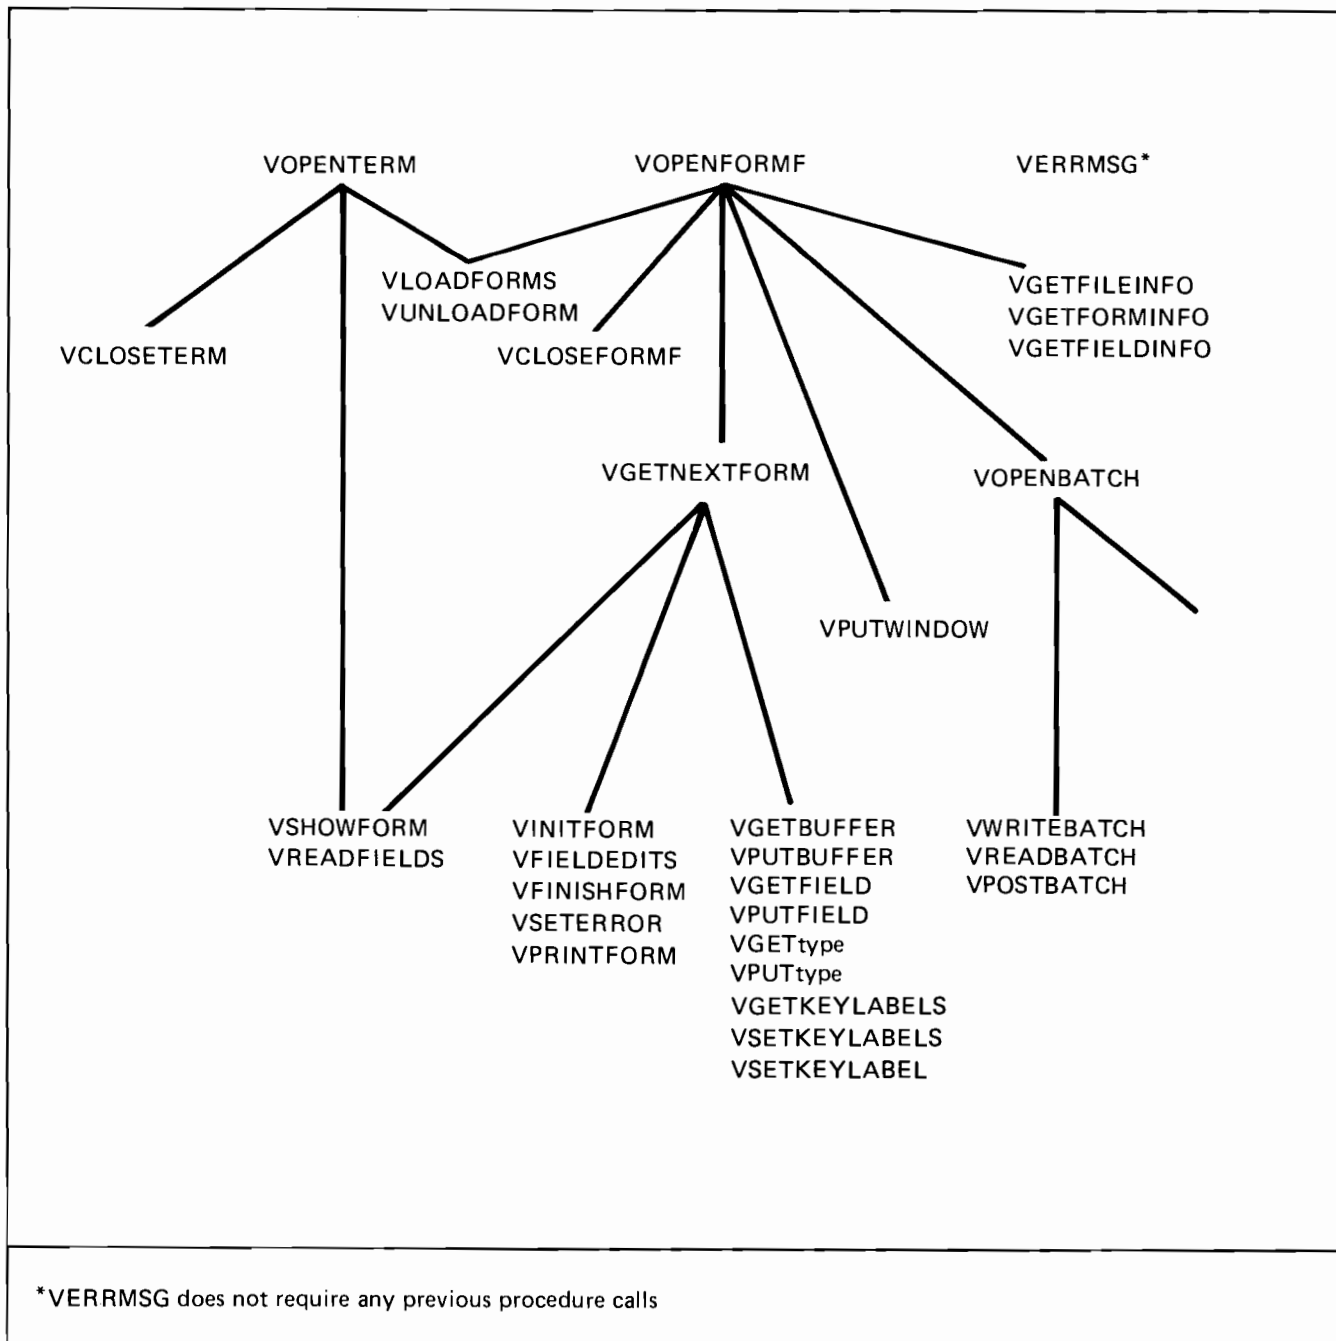 VOPENTERM
VOPENFORMF
VERRMSG*
VLOADFORMS
VUNLOADFORM
VGETFILEINFO
VGETFORMINFO
VGETFIELDINFO
VCLOSETERM
VCLOSEFORMF
VGETNEXTFORM
VOPENBATCH
VPUTWINDOW
VSHOWFORM
VREADFIELDS
VINITFORM
VFIELDEDITS
VFINISHFORM
VSETERROR
VPRINTFORM
VGETBUFFER
VPUTBUFFER
VGETFIELD
VPUTFIELD
VGETtype
VPUTtype
VGETKEYLABELS
VSETKEYLABELS
VSETKEYLABEL
VWRITEBATCH
VREADBATCH
VPOSTBATCH
*VERRMSG does not require any previous procedure calls